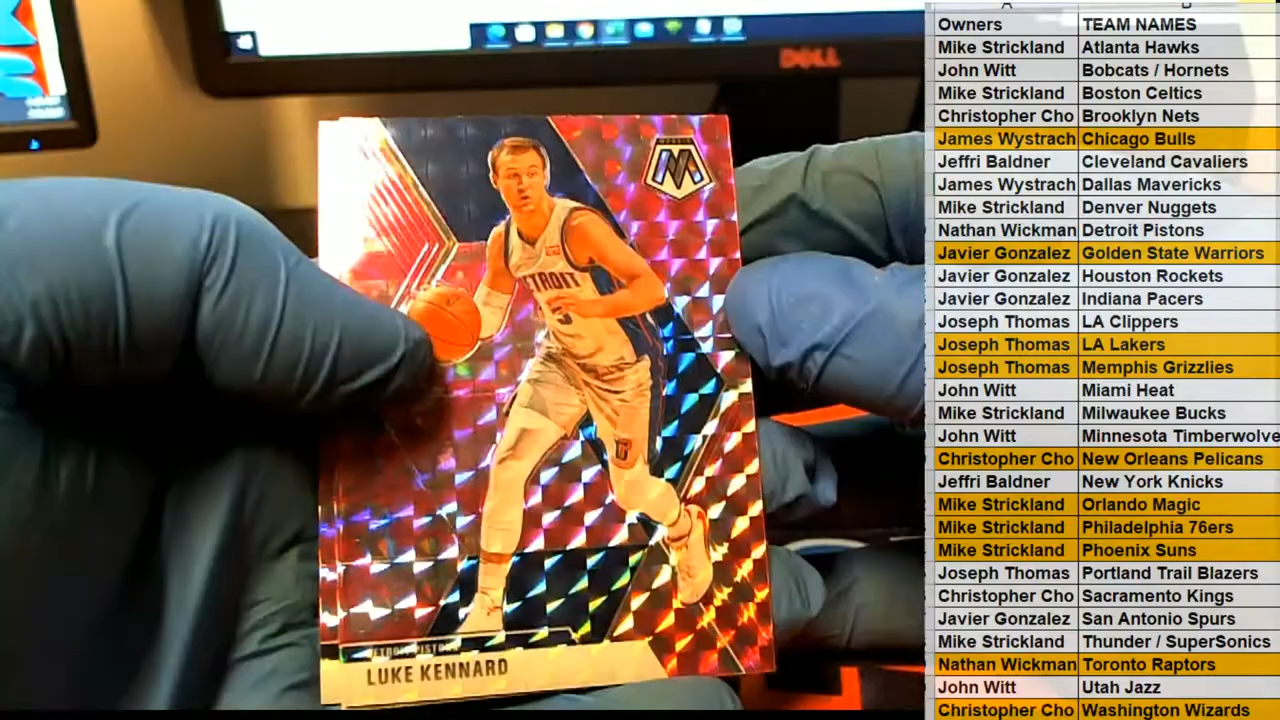 DELL
MOSAIC
M
DETROIT
5
DETROIT PISTONS
LUKE KENNARD
A B
Owners TEAM NAMES
Mike Strickland Atlanta Hawks
John Witt Bobcats / Hornets
Mike Strickland Boston Celtics
Christopher Cho Brooklyn Nets
James Wystrach Chicago Bulls
Jeffri Baldner Cleveland Cavaliers
James Wystrach Dallas Mavericks
Mike Strickland Denver Nuggets
Nathan Wickman Detroit Pistons
Javier Gonzalez Golden State Warriors
Javier Gonzalez Houston Rockets
Javier Gonzalez Indiana Pacers
Joseph Thomas LA Clippers
Joseph Thomas LA Lakers
Joseph Thomas Memphis Grizzlies
John Witt Miami Heat
Mike Strickland Milwaukee Bucks
John Witt Minnesota Timberwolve
Christopher Cho New Orleans Pelicans
Jeffri Baldner New York Knicks
Mike Strickland Orlando Magic
Mike Strickland Philadelphia 76ers
Mike Strickland Phoenix Suns
Joseph Thomas Portland Trail Blazers
Christopher Cho Sacramento Kings
Javier Gonzalez San Antonio Spurs
Mike Strickland Thunder / SuperSonics
Nathan Wickman Toronto Raptors
John Witt Utah Jazz
Christopher Cho Washington Wizards